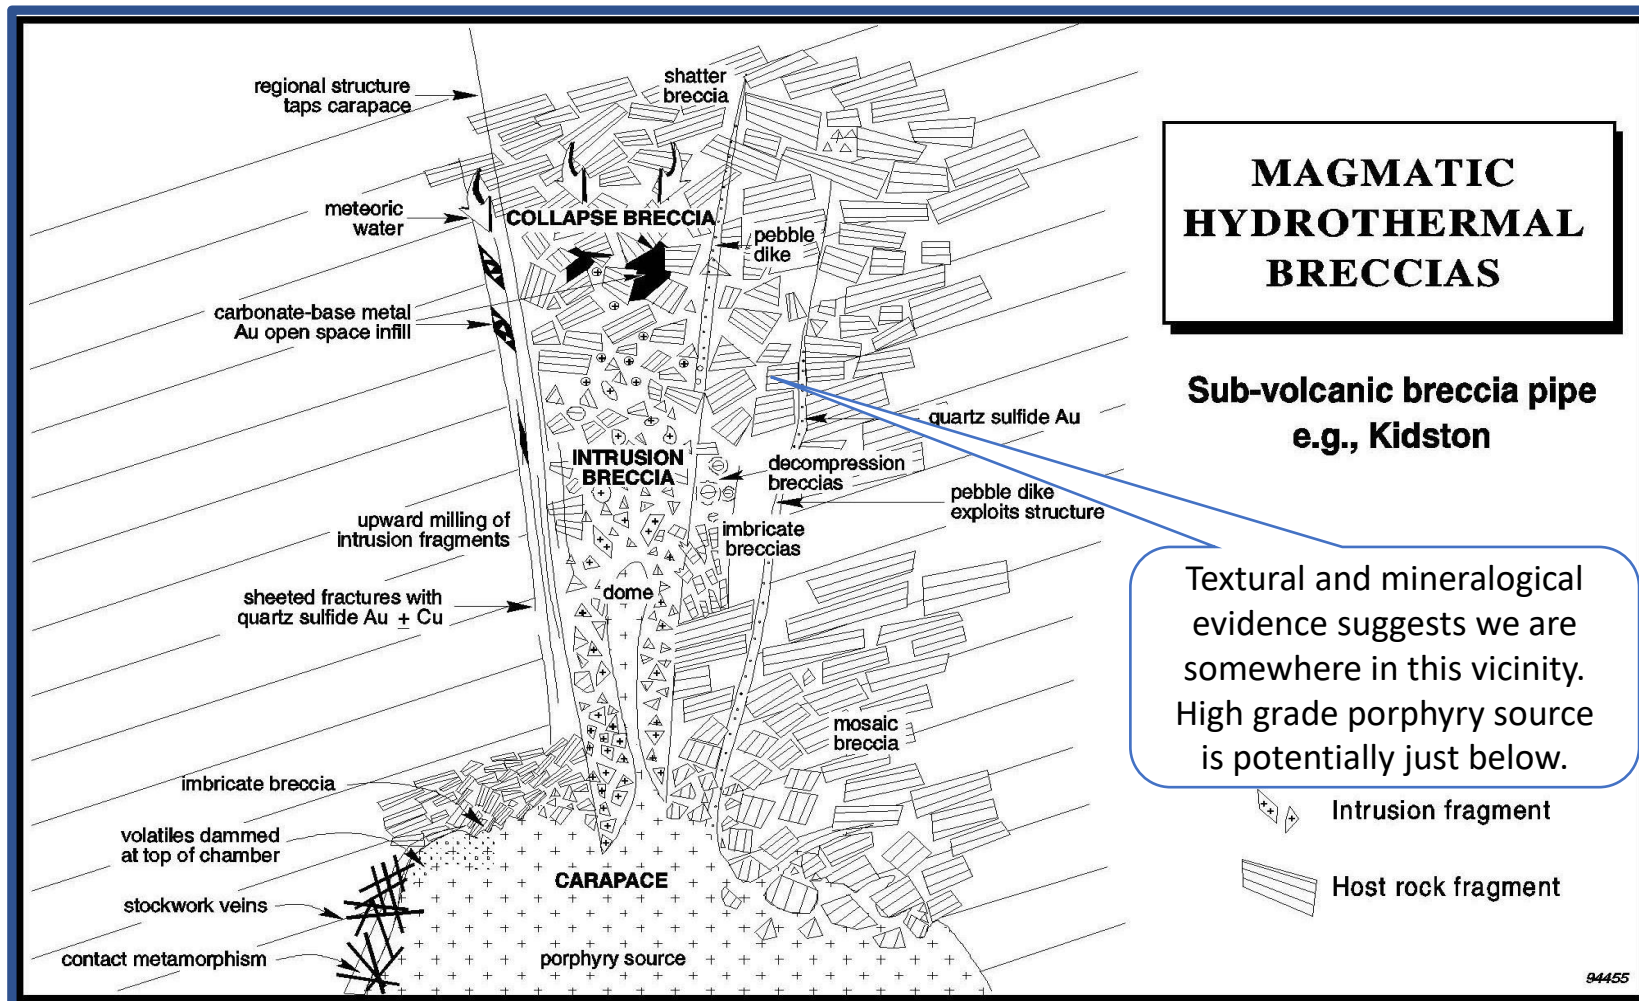 regional structure
taps carapace
shatter
breccia
meteoric
water
COLLAPSE BRECCIA
pebble
dike
carbonate-base metal
Au open space infill
quartz sulfide Au
INTRUSION
BRECCIA
decompression
breccias
pebble dike
exploits structure
upward milling of
intrusion fragments
imbricate
breccias
dome
sheeted fractures with
quartz sulfide Au ± Cu
mosaic
breccia
imbricate breccia
volatiles dammed
at top of chamber
CARAPACE
stockwork veins
contact metamorphism
porphyry source
MAGMATIC
HYDROTHERMAL
BRECCIAS
Sub-volcanic breccia pipe
e.g., Kidston
Textural and mineralogical
evidence suggests we are
somewhere in this vicinity.
High grade porphyry source
is potentially just below.
Intrusion fragment
Host rock fragment
94455